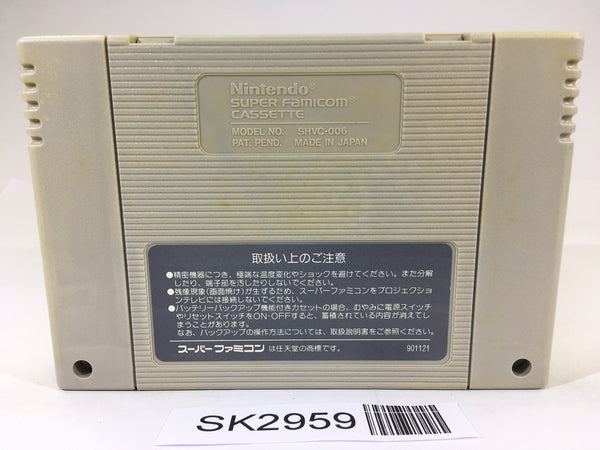 Nintendo®
SUPER FAMICOM®
CASSETTE
MODEL NO. SHVC-006
PAT. PEND. MADE IN JAPAN
取扱い上のご注意
●精密機器につき、極端な温度変化やショックを避けてください。また分解
したり、端子部を汚したりしないでください。
●残像現象(画面焼け)が生ずるため、スーパーファミコンをプロジェクショ
ンテレビには接続しないでください。
●バッテリーバックアップ機能付きカセットの場合、むやみに電源スイッチ
やリセットスイッチをON・OFFすると、蓄積されている内容が消えてし
まうことがあります。
なお、バックアップの操作方法については、取扱説明書をご参照ください。
スーパーファミコン は任天堂の商標です。 901121
SK2959